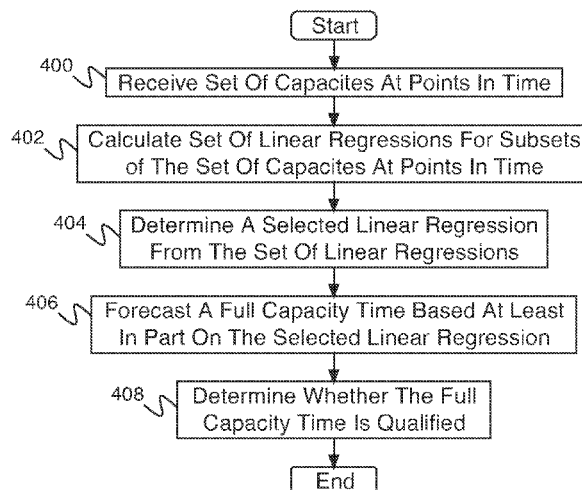 Start
400
Receive Set Of Capacites At Points In Time
402
Calculate Set Of Linear Regressions For Subsets
of The Set Of Capacites At Points In Time
404
Determine A Selected Linear Regression
From The Set Of Linear Regressions
406
Forecast A Full Capacity Time Based At Least
In Part On The Selected Linear Regression
408
Determine Whether The Full
Capacity Time Is Qualified
End